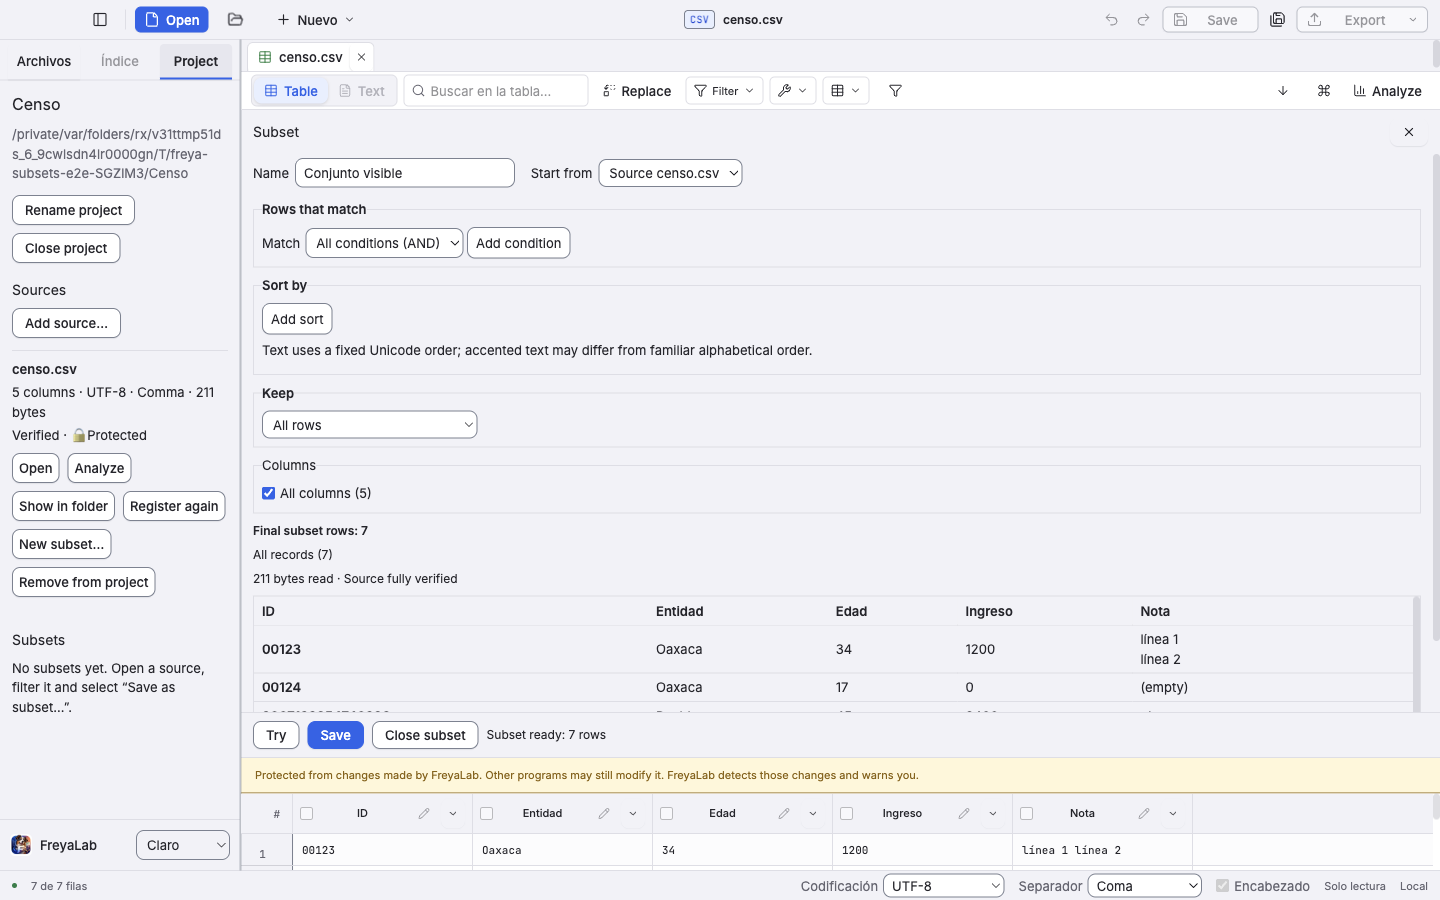 Open
Nuevo
CSV censo.csv
Save
Export
Archivos
Índice
Project
Censo
/private/var/folders/rx/v31ttmp51d
s_6_9cwlsdn4lr0000gn/T/freya-
subsets-e2e-SGZIM3/Censo
Rename project
Close project
Sources
Add source...
censo.csv
5 columns · UTF-8 · Comma · 211
bytes
Verified · Protected
Open
Analyze
Show in folder
Register again
New subset...
Remove from project
Subsets
No subsets yet. Open a source,
filter it and select “Save as
subset...”.
FreyaLab
Claro
censo.csv
Table
Text
Buscar en la tabla...
Replace
Filter
Analyze
Subset
Name Conjunto visible Start from Source censo.csv
Rows that match
Match All conditions (AND) Add condition
Sort by
Add sort
Text uses a fixed Unicode order; accented text may differ from familiar alphabetical order.
Keep
All rows
Columns
All columns (5)
Final subset rows: 7
All records (7)
211 bytes read · Source fully verified
ID Entidad Edad Ingreso Nota
00123 Oaxaca 34 1200 línea 1
línea 2
00124 Oaxaca 17 0 (empty)
Try Save Close subset Subset ready: 7 rows
Protected from changes made by FreyaLab. Other programs may still modify it. FreyaLab detects those changes and warns you.
# ID Entidad Edad Ingreso Nota
1 00123 Oaxaca 34 1200 línea 1 línea 2
7 de 7 filas
Codificación UTF-8 Separador Coma Encabezado Solo lectura Local